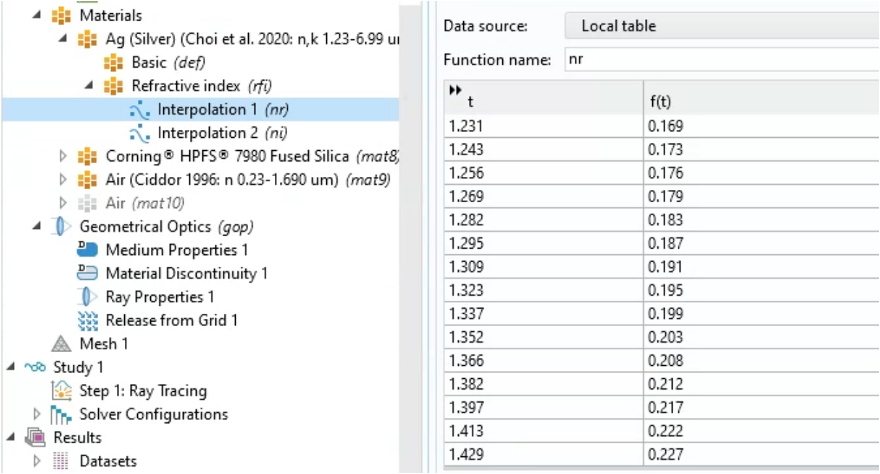 Materials
Ag (Silver) (Choi et al. 2020: n,k 1.23-6.99 u
Basic (def)
Refractive index (rfi)
Interpolation 1 (nr)
Interpolation 2 (ni)
Corning® HPFS® 7980 Fused Silica (mat8)
Air (Ciddor 1996: n 0.23-1.690 um) (mat9)
Air (mat10)
Geometrical Optics (gop)
D Medium Properties 1
D Material Discontinuity 1
Ray Properties 1
Release from Grid 1
Mesh 1
Study 1
Step 1: Ray Tracing
Solver Configurations
Results
Datasets
Data source: Local table
Function name: nr
t f(t)
1.231 0.169
1.243 0.173
1.256 0.176
1.269 0.179
1.282 0.183
1.295 0.187
1.309 0.191
1.323 0.195
1.337 0.199
1.352 0.203
1.366 0.208
1.382 0.212
1.397 0.217
1.413 0.222
1.429 0.227